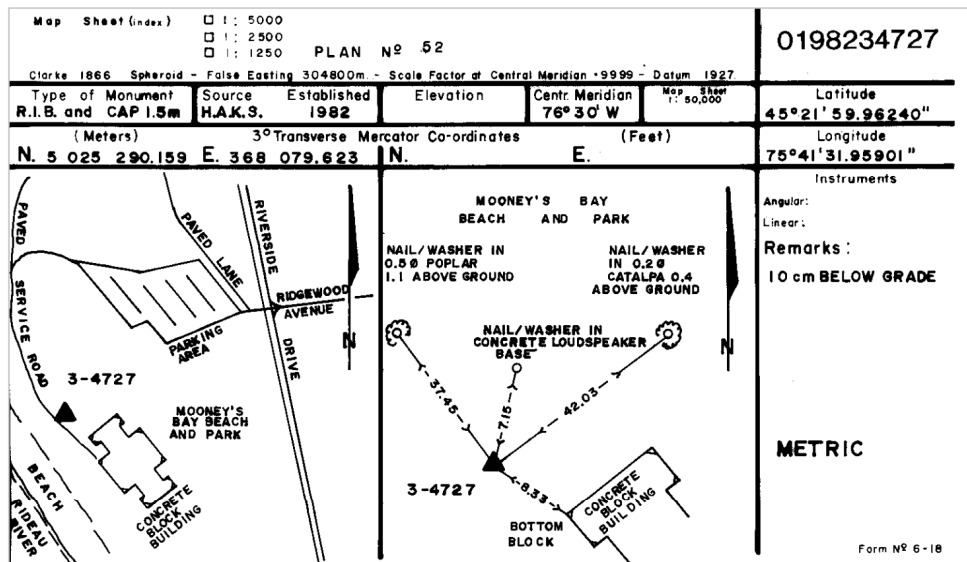 Map Sheet (index)
□ 1 : 5000
□ 1 : 2500
□ 1 : 1250
PLAN Nº 52
0198234727
Clarke 1866 Spheroid - False Easting 304800m. - Scale Factor at Central Meridian .9999 - Datum 1927.
Type of Monument
R.I.B. and CAP 1.5m
Source Established
H.A.K.S. 1982
Elevation
Centr. Meridian
76° 30' W
Map Sheet
1: 50,000
Latitude
45°21'59.96240"
(Meters) 3° Transverse Mercator Co-ordinates (Feet)
N. 5 025 290.159 E. 368 079.623 N. E.
Longitude
75°41'31.95901"
PAVED
SERVICE ROAD
PAVED
LANE
RIVERSIDE
DRIVE
RIDGEWOOD
AVENUE
PARKING
AREA
N
3-4727
MOONEY'S
BAY BEACH
AND PARK
BEACH
RIDEAU
RIVER
CONCRETE
BLOCK
BUILDING
MOONEY'S BAY
BEACH AND PARK
NAIL/WASHER IN
0.5Ø POPLAR
1.1 ABOVE GROUND
NAIL/WASHER
IN 0.2Ø
CATALPA 0.4
ABOVE GROUND
NAIL/WASHER IN
CONCRETE LOUDSPEAKER
BASE
N
37.45
7.15
42.03
3-4727
8.33
BOTTOM
BLOCK
CONCRETE
BLOCK
BUILDING
Instruments
Angular:
Linear:
Remarks :
10 cm BELOW GRADE
METRIC
Form Nº 6-18